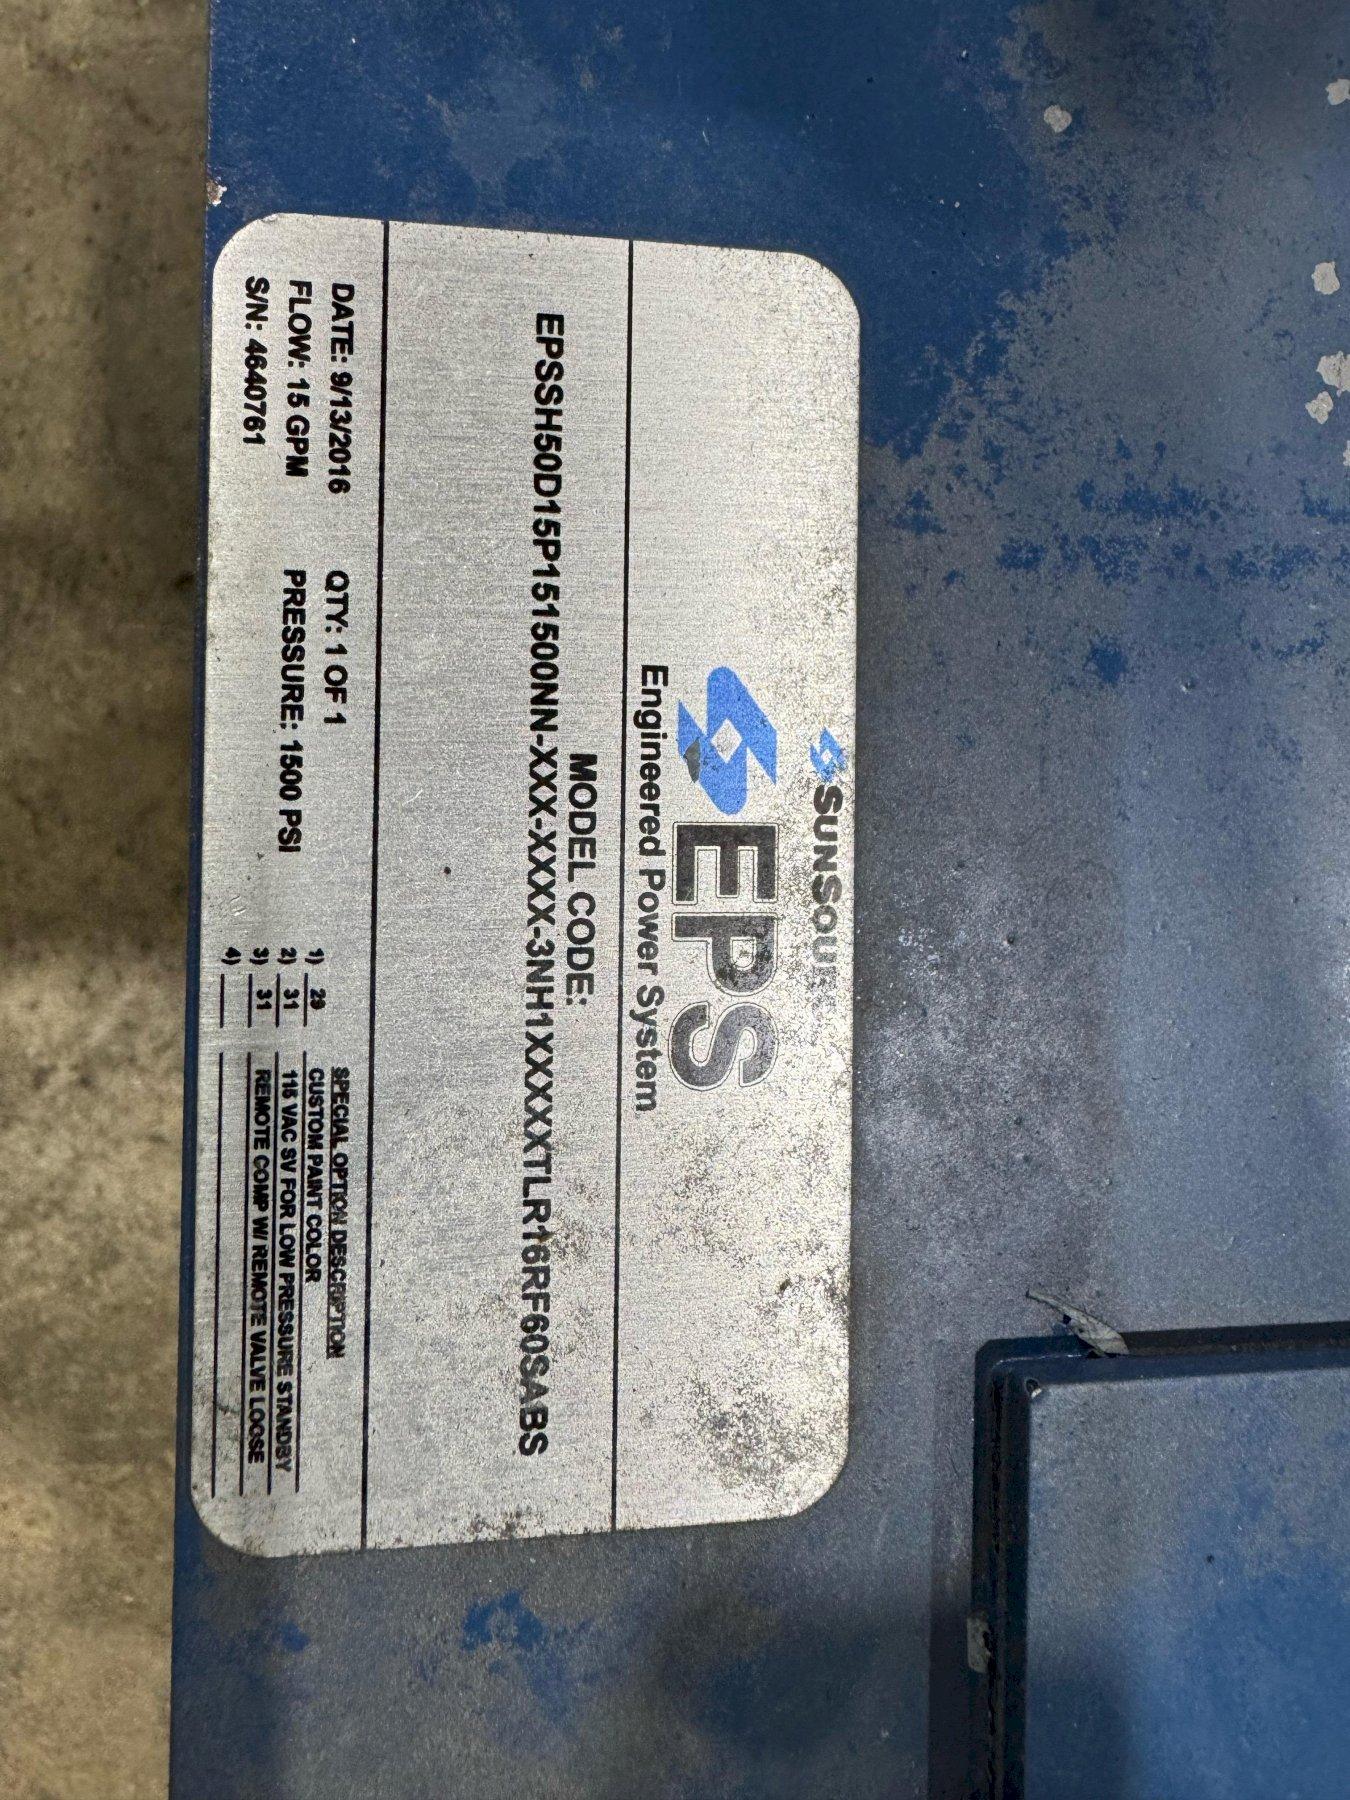 SUNSOUR
EPS
Engineered Power System
MODEL CODE:
EPSSH50D15P151500NN-XXX-XXXX-3NH1XXXXXTLR16RF60SABS
DATE: 9/13/2016 QTY: 1 OF 1
FLOW: 15 GPM PRESSURE: 1500 PSI
S/N: 4640761
SPECIAL OPTION DESCRIPTION
1) 29 CUSTOM PAINT COLOR
2) 31 115 VAC SV FOR LOW PRESSURE STANDBY
3) 31 REMOTE COMP W/ REMOTE VALVE LOOSE
4)